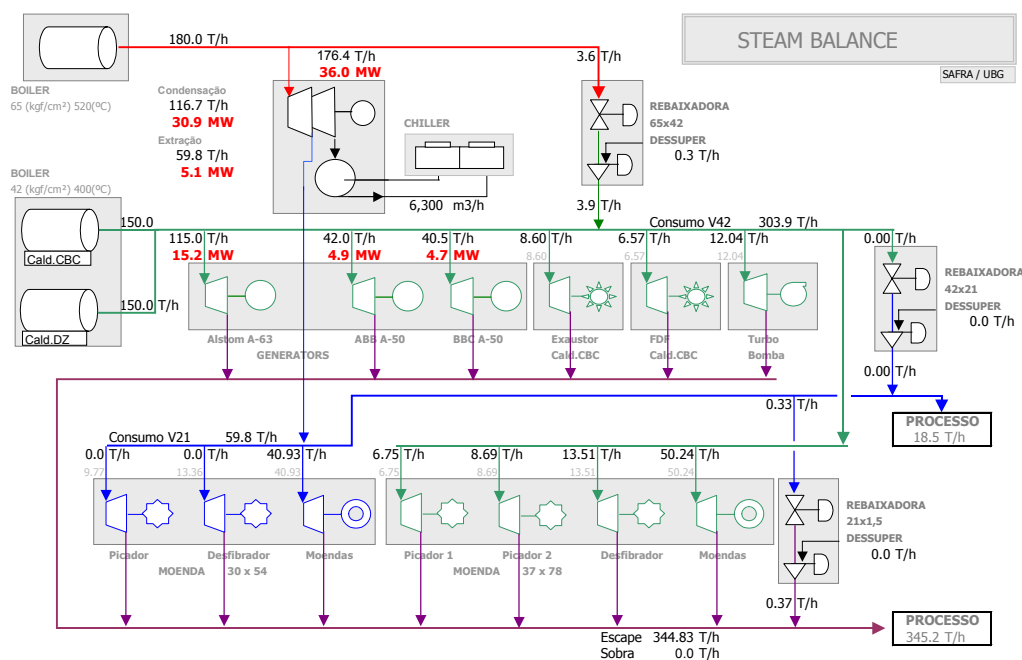 STEAM BALANCE
SAFRA / UBG
180.0 T/h
176.4 T/h
36.0 MW
3.6 T/h
BOILER
65 (kgf/cm²) 520(ºC)
Condensação
116.7 T/h
30.9 MW
Extração
59.8 T/h
5.1 MW
CHILLER
6,300 m3/h
REBAIXADORA
65x42
DESSUPER
0.3 T/h
3.9 T/h
BOILER
42 (kgf/cm²) 400(ºC)
150.0
Cald.CBC
150.0 T/h
Cald.DZ
Consumo V42 303.9 T/h
115.0 T/h
15.2 MW
42.0 T/h
4.9 MW
40.5 T/h
4.7 MW
8.60 T/h
8.60
6.57 T/h
6.57
12.04 T/h
12.04
0.00 T/h
REBAIXADORA
42x21
DESSUPER
0.0 T/h
0.00 T/h
Alstom A-63
ABB A-50
BBC A-50
GENERATORS
Exaustor
Cald.CBC
FDF
Cald.CBC
Turbo
Bomba
0.33 T/h
PROCESSO
18.5 T/h
Consumo V21 59.8 T/h
0.0 T/h
9.77
0.0 T/h
13.36
40.93 T/h
40.93
6.75 T/h
6.75
8.69 T/h
8.69
13.51 T/h
13.51
50.24 T/h
50.24
REBAIXADORA
21x1,5
DESSUPER
0.0 T/h
Picador
Desfibrador
Moendas
MOENDA 30 x 54
Picador 1
Picador 2
Desfibrador
Moendas
MOENDA 37 x 78
0.37 T/h
Escape 344.83 T/h
Sobra 0.0 T/h
PROCESSO
345.2 T/h